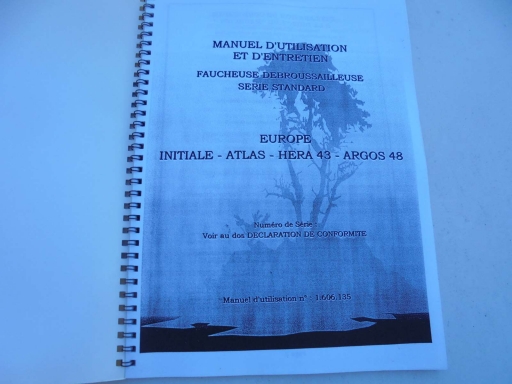 MANUEL D'UTILISATION
ET D'ENTRETIEN
FAUCHEUSE DEBROUSSAILLEUSE
SERIE STANDARD
EUROPE
INITIALE - ATLAS - HERA 43 - ARGOS 48
Numéro de Série :
Voir au dos DECLARATION DE CONFORMITE
Manuel d'utilisation n° : 1.606.135